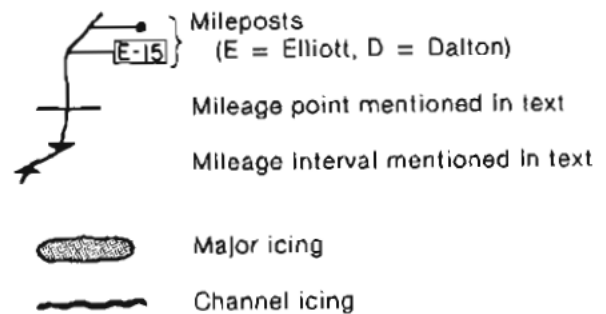 Mileposts
E-15
(E = Elliott, D = Dalton)
Mileage point mentioned in text
Mileage interval mentioned in text
Major icing
Channel icing